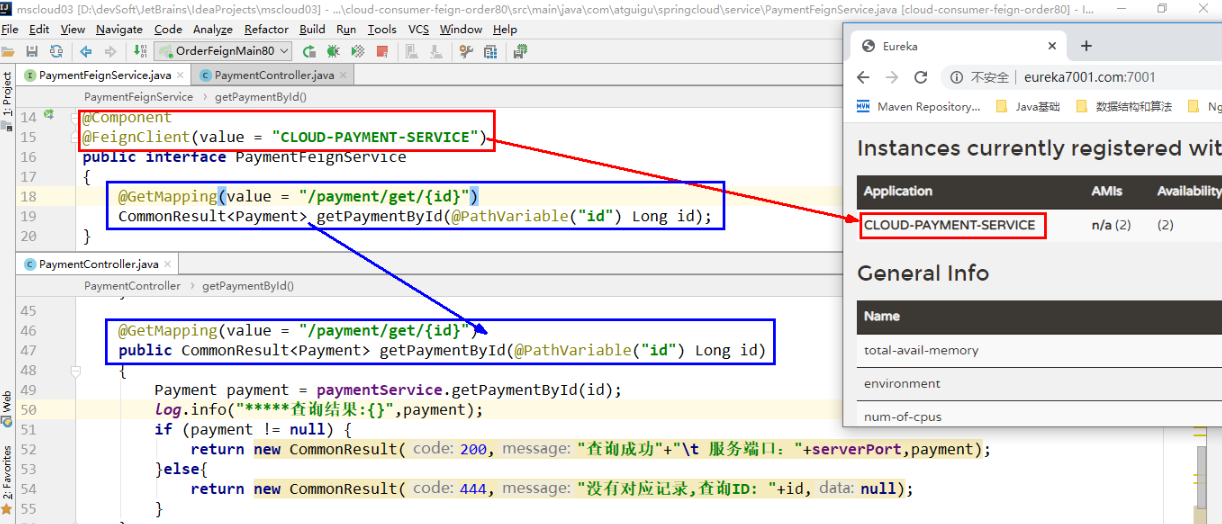 mscloud03 [D:\devSoft\JetBrains\IdeaProjects\mscloud03] - ...\cloud-consumer-feign-order80\src\main\java\com\atguigu\springcloud\service\PaymentFeignService.java [cloud-consumer-feign-order80] - I...
File Edit View Navigate Code Analyze Refactor Build Run Tools VCS Window Help
OrderFeignMain80
PaymentFeignService.java PaymentController.java
PaymentFeignService > getPaymentById()
1: Project
14 @Component
15 @FeignClient(value = "CLOUD-PAYMENT-SERVICE")
16 public interface PaymentFeignService
17 {
18 @GetMapping(value = "/payment/get/{id}")
19 CommonResult<Payment> getPaymentById(@PathVariable("id") Long id);
20 }
PaymentController.java
PaymentController > getPaymentById()
45
46 @GetMapping(value = "/payment/get/{id}")
47 public CommonResult<Payment> getPaymentById(@PathVariable("id") Long id)
48 {
49 Payment payment = paymentService.getPaymentById(id);
50 log.info("*****查询结果:{}",payment);
51 if (payment != null) {
52 return new CommonResult( code: 200, message: "查询成功"+"\t 服务端口: "+serverPort,payment);
53 }else{
54 return new CommonResult( code: 444, message: "没有对应记录,查询ID: "+id, data: null);
55 }
Web
2: Favorites
Eureka
不安全 | eureka7001.com:7001
Maven Repository... Java基础 数据结构和算法 Ng
Instances currently registered wit
Application AMIs Availability
CLOUD-PAYMENT-SERVICE n/a (2) (2)
General Info
Name
total-avail-memory
environment
num-of-cpus